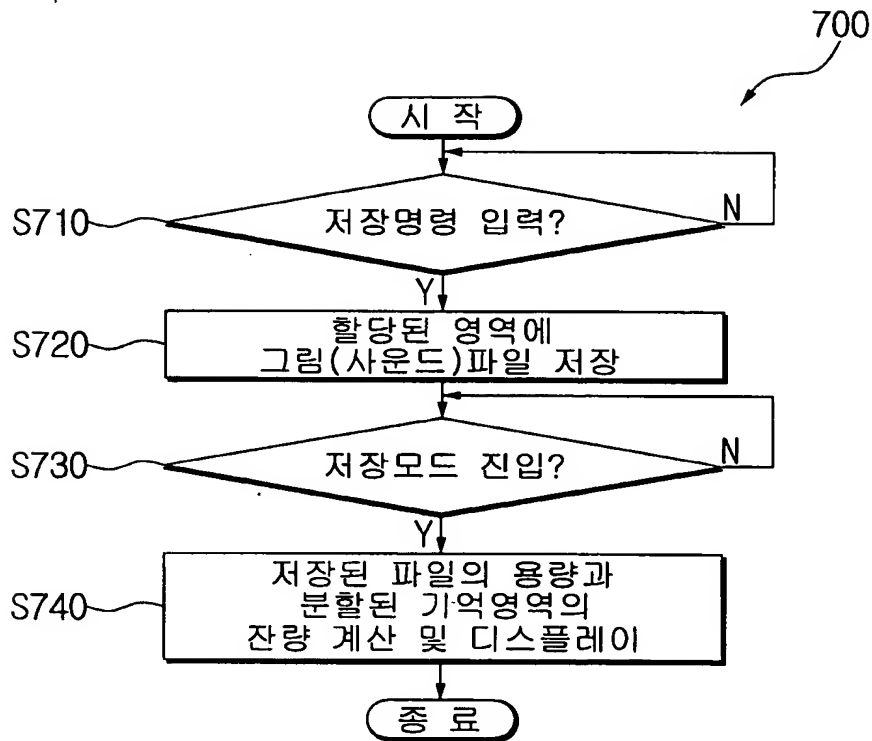 700
시 작
S710
저장명령 입력?
N
Y
S720
할당된 영역에
그림(사운드)파일 저장
S730
저장모드 진입?
N
Y
S740
저장된 파일의 용량과
분할된 기억영역의
잔량 계산 및 디스플레이
종 료